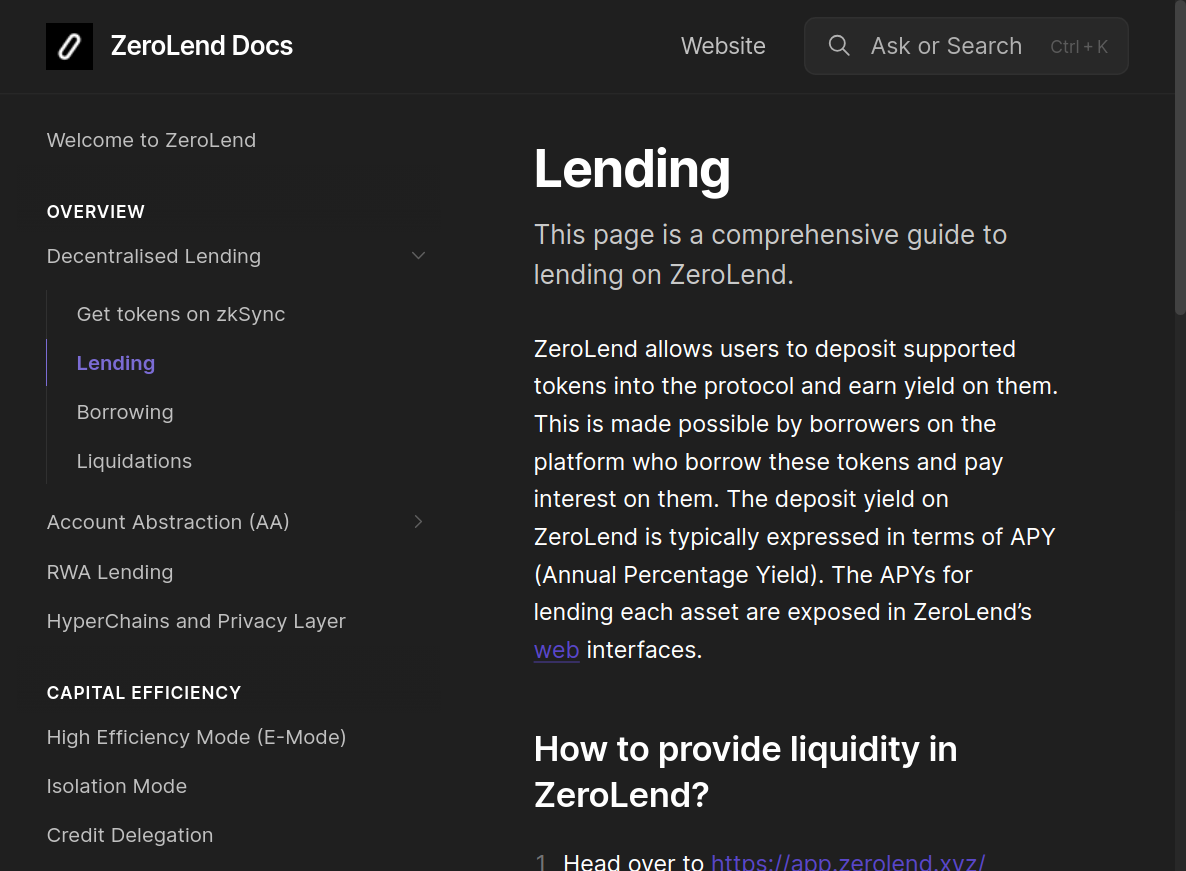 ZeroLend Docs
Website
Ask or Search
Ctrl + K
Welcome to ZeroLend
OVERVIEW
Decentralised Lending
Get tokens on zkSync
Lending
Borrowing
Liquidations
Account Abstraction (AA)
RWA Lending
HyperChains and Privacy Layer
CAPITAL EFFICIENCY
High Efficiency Mode (E-Mode)
Isolation Mode
Credit Delegation
Lending
This page is a comprehensive guide to
lending on ZeroLend.
ZeroLend allows users to deposit supported
tokens into the protocol and earn yield on them.
This is made possible by borrowers on the
platform who borrow these tokens and pay
interest on them. The deposit yield on
ZeroLend is typically expressed in terms of APY
(Annual Percentage Yield). The APYs for
lending each asset are exposed in ZeroLend’s
web interfaces.
How to provide liquidity in
ZeroLend?
1 Head over to https://app.zerolend.xyz/